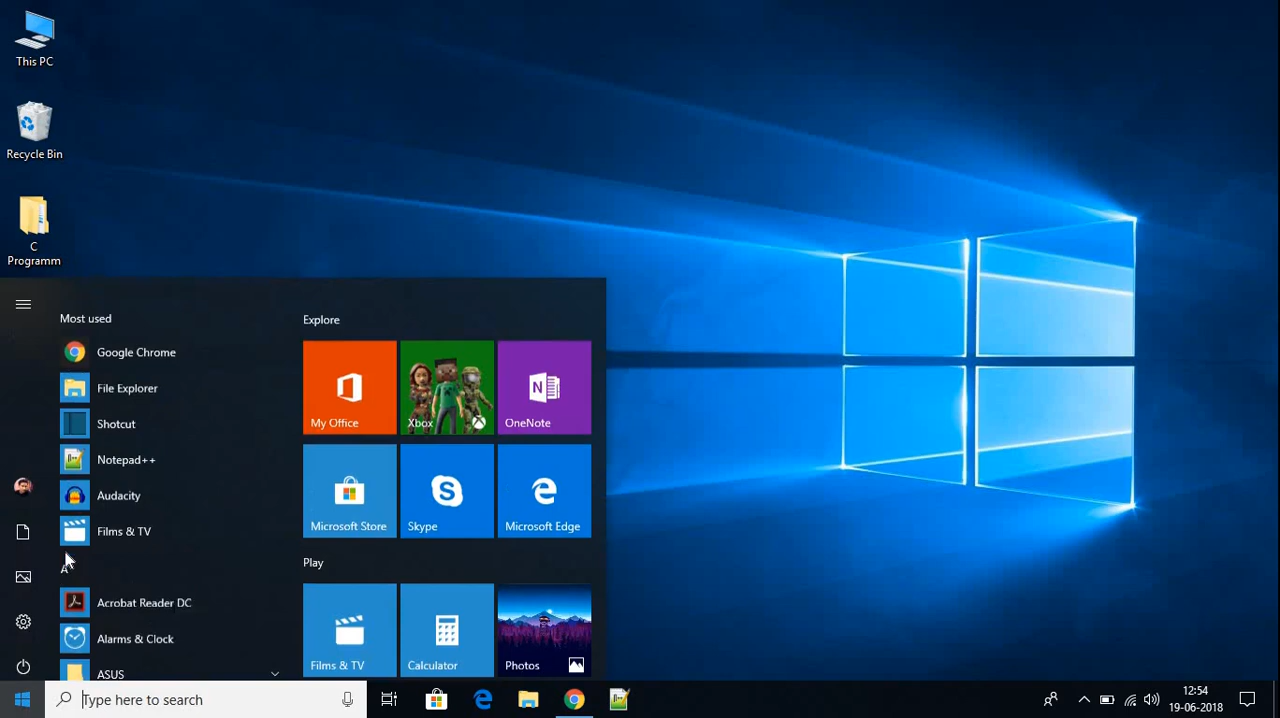 This PC
Recycle Bin
C
Programm
Most used
Google Chrome
File Explorer
Shotcut
Notepad++
Audacity
Films & TV
A
Acrobat Reader DC
Alarms & Clock
ASUS
Explore
My Office
Xbox
OneNote
Microsoft Store
Skype
Microsoft Edge
Play
Films & TV
Calculator
Photos
Type here to search
12:54
19-06-2018